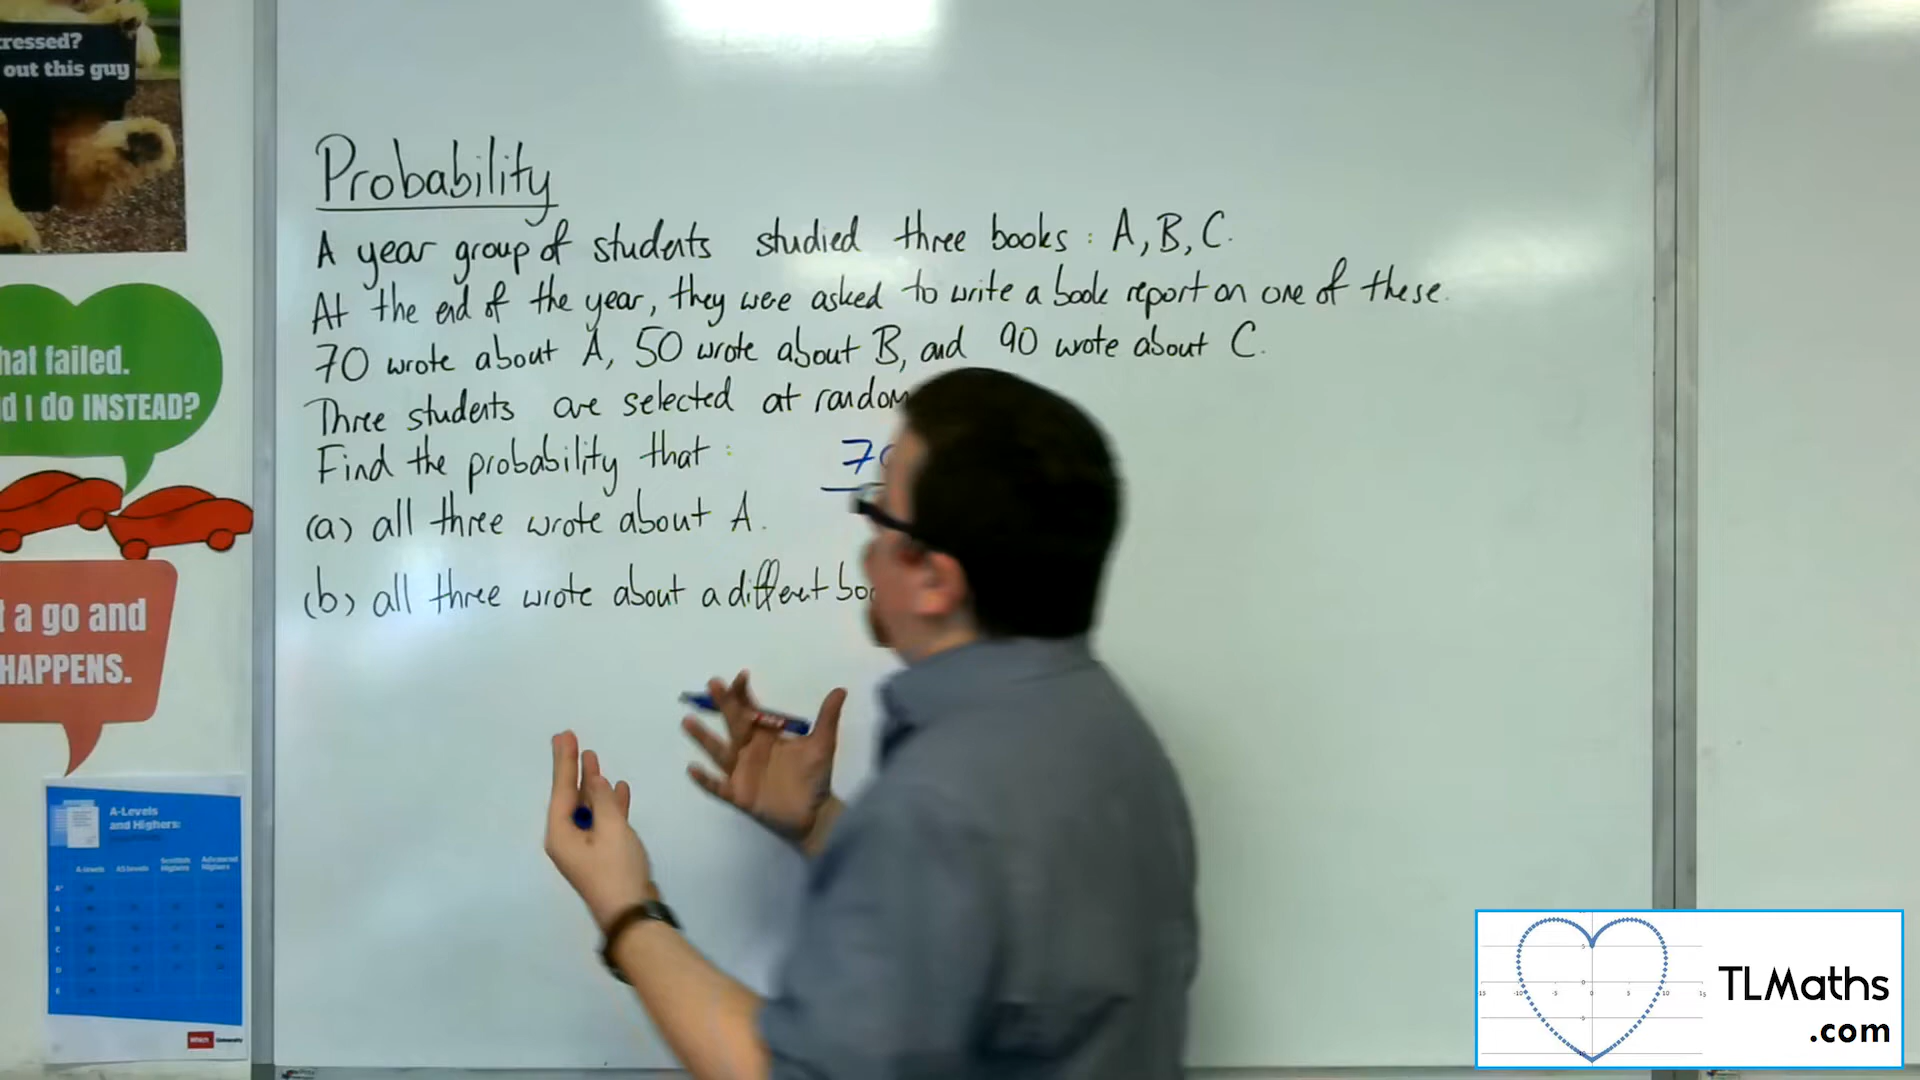 ressed?
out this guy
Probability
A year group of students studied three books : A, B, C.
At the end of the year, they were asked to write a book report on one of these.
70 wrote about A, 50 wrote about B, and 90 wrote about C.
Three students are selected at random
Find the probability that :
(a) all three wrote about A.
(b) all three wrote about a different
hat failed.
I do INSTEAD?
a go and
HAPPENS.
A-Levels
and Highers:
TLMaths
.com